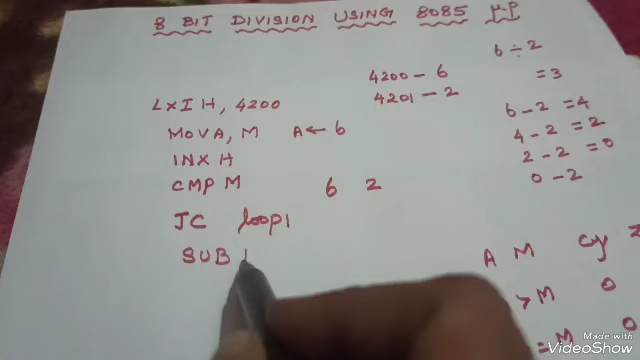 8 BIT DIVISION USING 8085 μP
6 ÷ 2
= 3
4200 - 6
4201 - 2
LXI H, 4200
MOV A, M A ← 6
INX H
CMP M 6 2
JC loop1
SUB
6 - 2 = 4
4 - 2 = 2
2 - 2 = 0
0 - 2
A M Cy Z
> M 0
= M 0
Made with
VideoShow